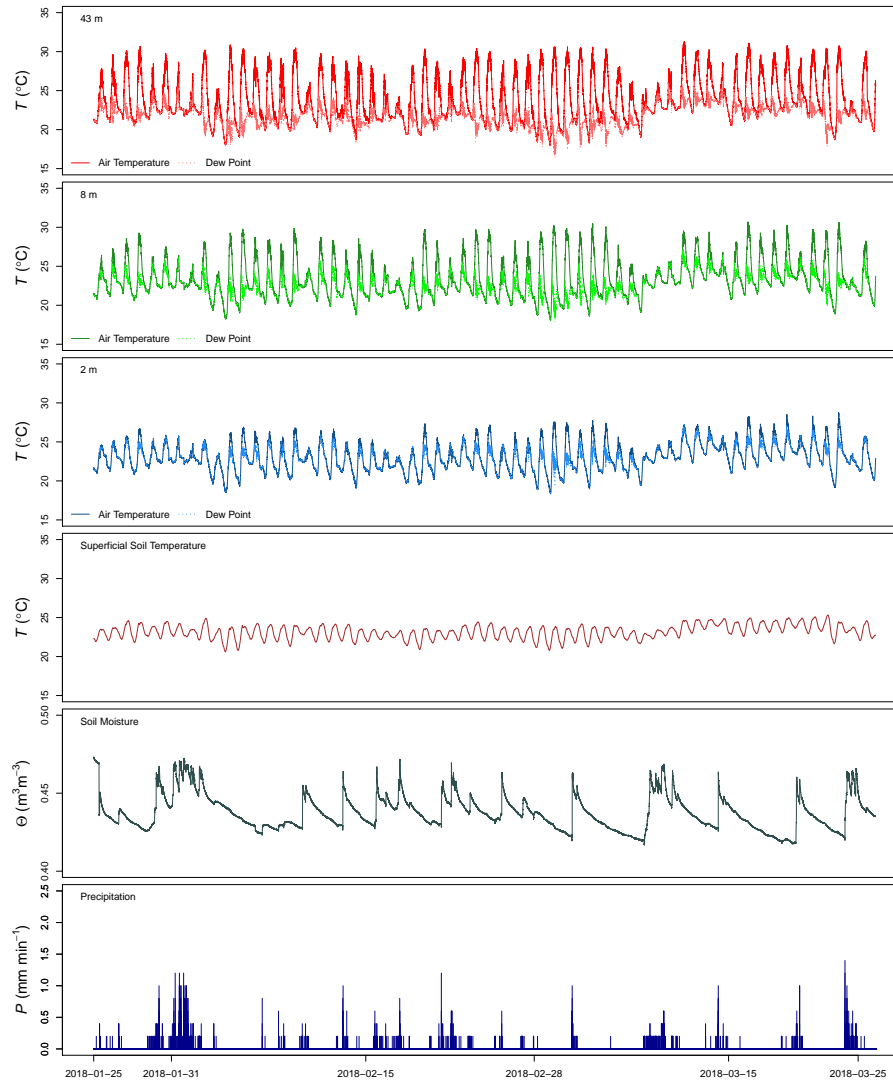 43 m
T (°C)
35
30
25
20
15
Air Temperature
Dew Point
8 m
T (°C)
35
30
25
20
15
Air Temperature
Dew Point
2 m
T (°C)
35
30
25
20
15
Air Temperature
Dew Point
Superficial Soil Temperature
T (°C)
35
30
25
20
15
Soil Moisture
Θ (m³m⁻³)
0.50
0.45
0.40
Precipitation
P (mm min⁻¹)
2.5
2.0
1.5
1.0
0.5
0.0
2018−01−25 2018−01−31 2018−02−15 2018−02−28 2018−03−15 2018−03−25